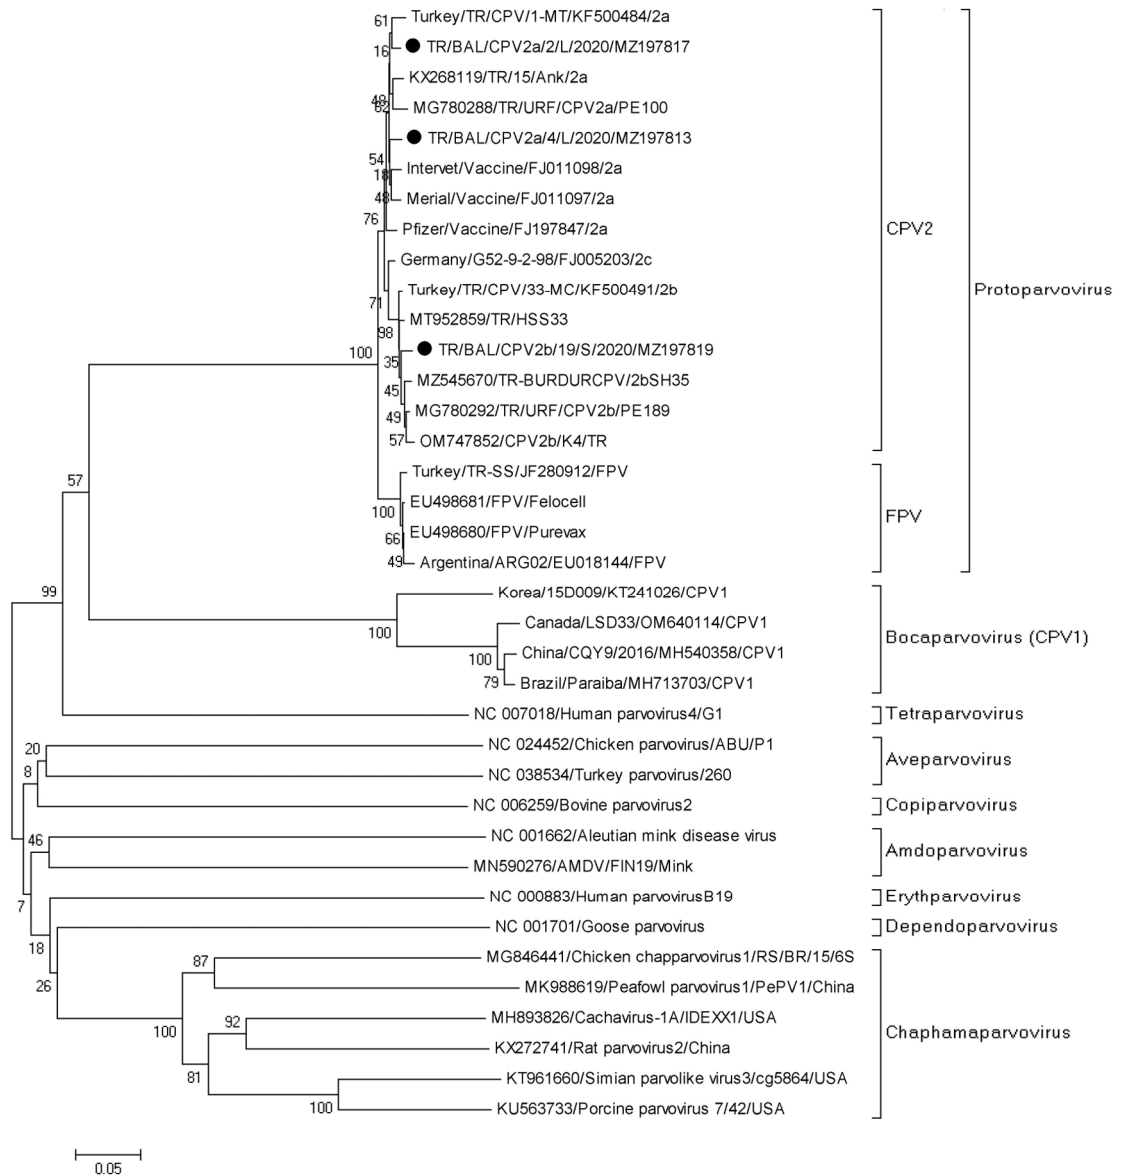 61
Turkey/TR/CPV/1-MT/KF500484/2a
16
TR/BAL/CPV2a/2/L/2020/MZ197817
KX268119/TR/15/Ank/2a
MG780288/TR/URF/CPV2a/PE100
TR/BAL/CPV2a/4/L/2020/MZ197813
54
Intervet/Vaccine/FJ011098/2a
18
Merial/Vaccine/FJ011097/2a
48
76
Pfizer/Vaccine/FJ197847/2a
CPV2
Germany/G52-9-2-98/FJ005203/2c
71
Turkey/TR/CPV/33-MC/KF500491/2b
Protoparvovirus
MT952859/TR/HSS33
98
100
TR/BAL/CPV2b/19/S/2020/MZ197819
35
MZ545670/TR-BURDURCPV/2bSH35
45
MG780292/TR/URF/CPV2b/PE189
49
57
OM747852/CPV2b/K4/TR
Turkey/TR-SS/JF280912/FPV
57
EU498681/FPV/Felocell
100
FPV
EU498680/FPV/Purevax
66
49
Argentina/ARG02/EU018144/FPV
99
Korea/15D009/KT241026/CPV1
100
Canada/LSD33/OM640114/CPV1
Bocaparvovirus (CPV1)
China/CQY9/2016/MH540358/CPV1
100
79
Brazil/Paraiba/MH713703/CPV1
NC 007018/Human parvovirus4/G1
Tetraparvovirus
20
NC 024452/Chicken parvovirus/ABU/P1
Aveparvovirus
8
NC 038534/Turkey parvovirus/260
NC 006259/Bovine parvovirus2
Copiparvovirus
46
NC 001662/Aleutian mink disease virus
Amdoparvovirus
MN590276/AMDV/FIN19/Mink
7
NC 000883/Human parvovirusB19
Erythparvovirus
NC 001701/Goose parvovirus
Dependoparvovirus
18
87
MG846441/Chicken chapparvovirus1/RS/BR/15/6S
26
MK988619/Peafowl parvovirus1/PePV1/China
92
MH893826/Cachavirus-1A/IDEXX1/USA
100
Chaphamaparvovirus
KX272741/Rat parvovirus2/China
81
KT961660/Simian parvolike virus3/cg5864/USA
100
KU563733/Porcine parvovirus 7/42/USA
0.05